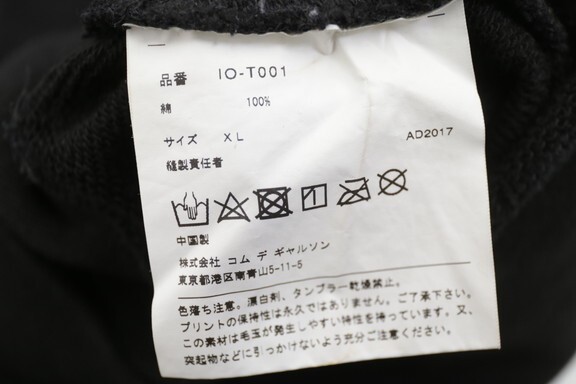 品番 IO-T001
綿 100%
サイズ XL AD2017
縫製責任者
中国製
株式会社 コム デ ギャルソン
東京都港区南青山5-11-5
色落ち注意。漂白剤、タンブラー乾燥禁止。
プリントの保持性は永久ではありません。ご了承下さい。
この素材は毛玉が発生しやすい特性を持っています。又、
突起物などに引っかけないよう充分ご注意ください。